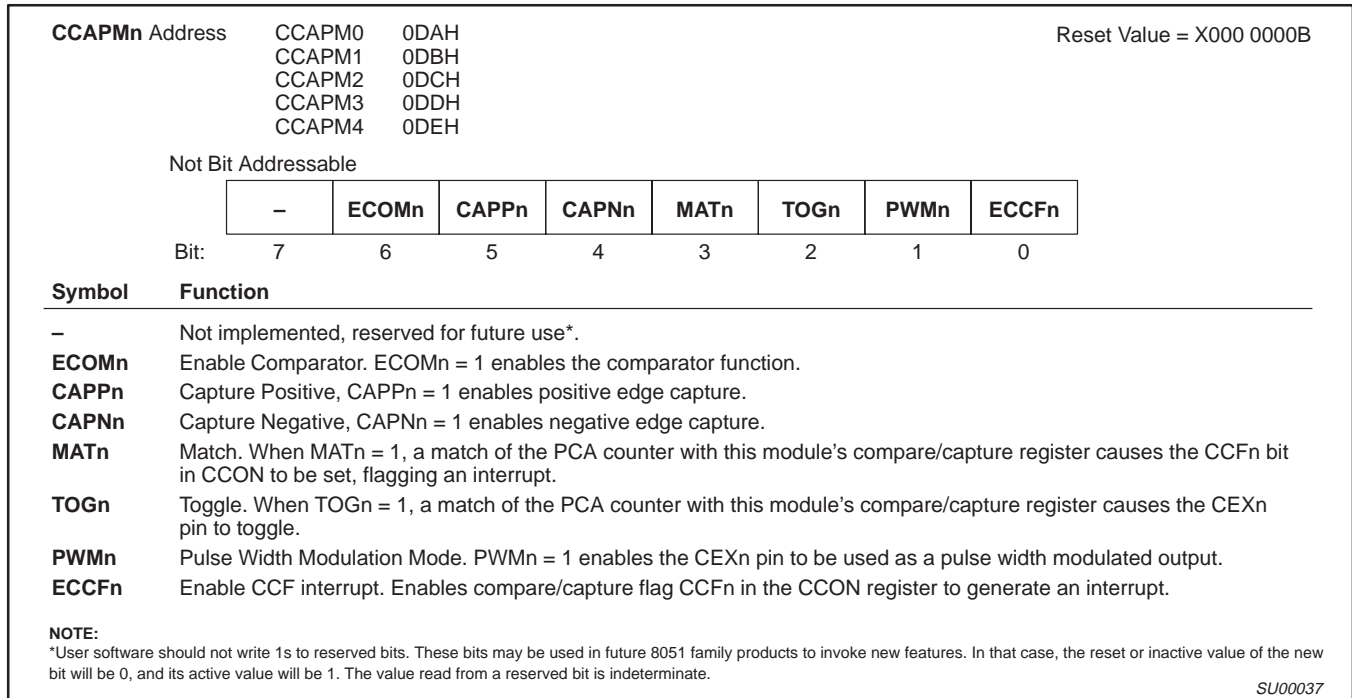 CCAPMn Address CCAPM0 0DAH Reset Value = X000 0000B
CCAPM1 0DBH
CCAPM2 0DCH
CCAPM3 0DDH
CCAPM4 0DEH
Not Bit Addressable
– ECOMn CAPPn CAPNn MATn TOGn PWMn ECCFn
Bit: 7 6 5 4 3 2 1 0
Symbol Function
– Not implemented, reserved for future use*.
ECOMn Enable Comparator. ECOMn = 1 enables the comparator function.
CAPPn Capture Positive, CAPPn = 1 enables positive edge capture.
CAPNn Capture Negative, CAPNn = 1 enables negative edge capture.
MATn Match. When MATn = 1, a match of the PCA counter with this module’s compare/capture register causes the CCFn bit
in CCON to be set, flagging an interrupt.
TOGn Toggle. When TOGn = 1, a match of the PCA counter with this module’s compare/capture register causes the CEXn
pin to toggle.
PWMn Pulse Width Modulation Mode. PWMn = 1 enables the CEXn pin to be used as a pulse width modulated output.
ECCFn Enable CCF interrupt. Enables compare/capture flag CCFn in the CCON register to generate an interrupt.
NOTE:
*User software should not write 1s to reserved bits. These bits may be used in future 8051 family products to invoke new features. In that case, the reset or inactive value of the new
bit will be 0, and its active value will be 1. The value read from a reserved bit is indeterminate.
SU00037